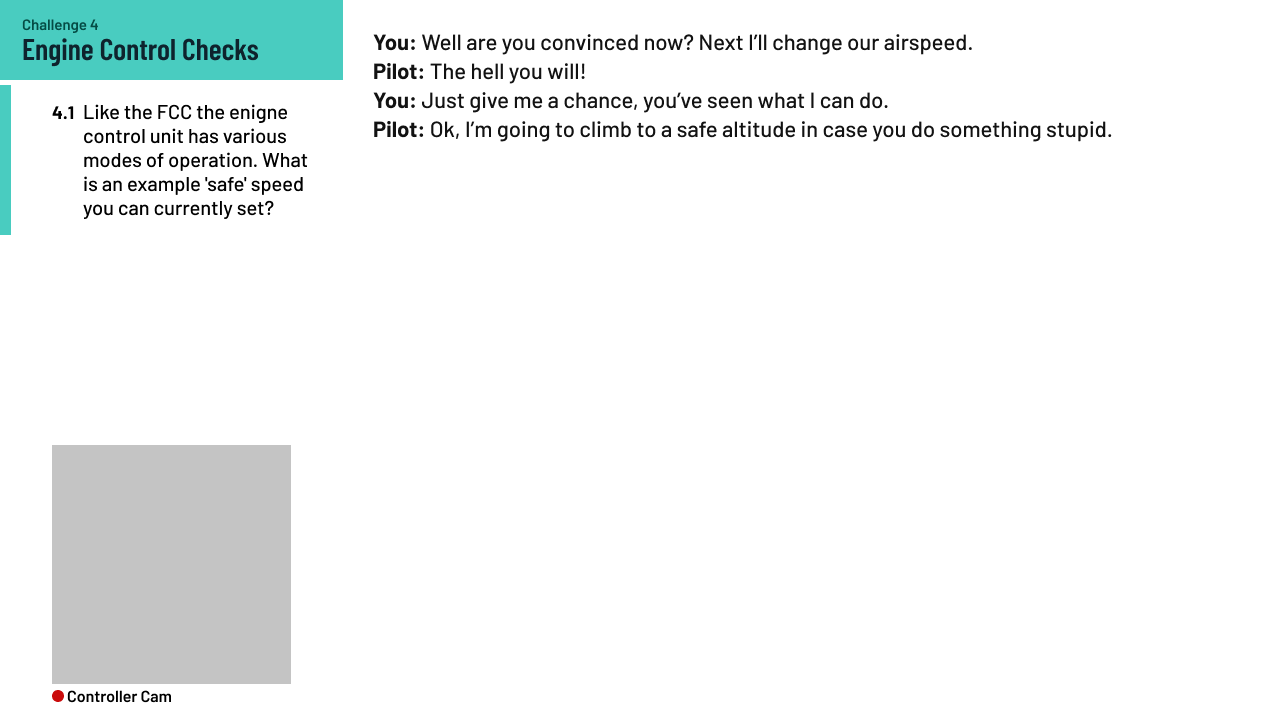 Challenge 4
Engine Control Checks
4.1 Like the FCC the enigne
control unit has various
modes of operation. What
is an example 'safe' speed
you can currently set?
You: Well are you convinced now? Next I’ll change our airspeed.
Pilot: The hell you will!
You: Just give me a chance, you’ve seen what I can do.
Pilot: Ok, I’m going to climb to a safe altitude in case you do something stupid.
Controller Cam